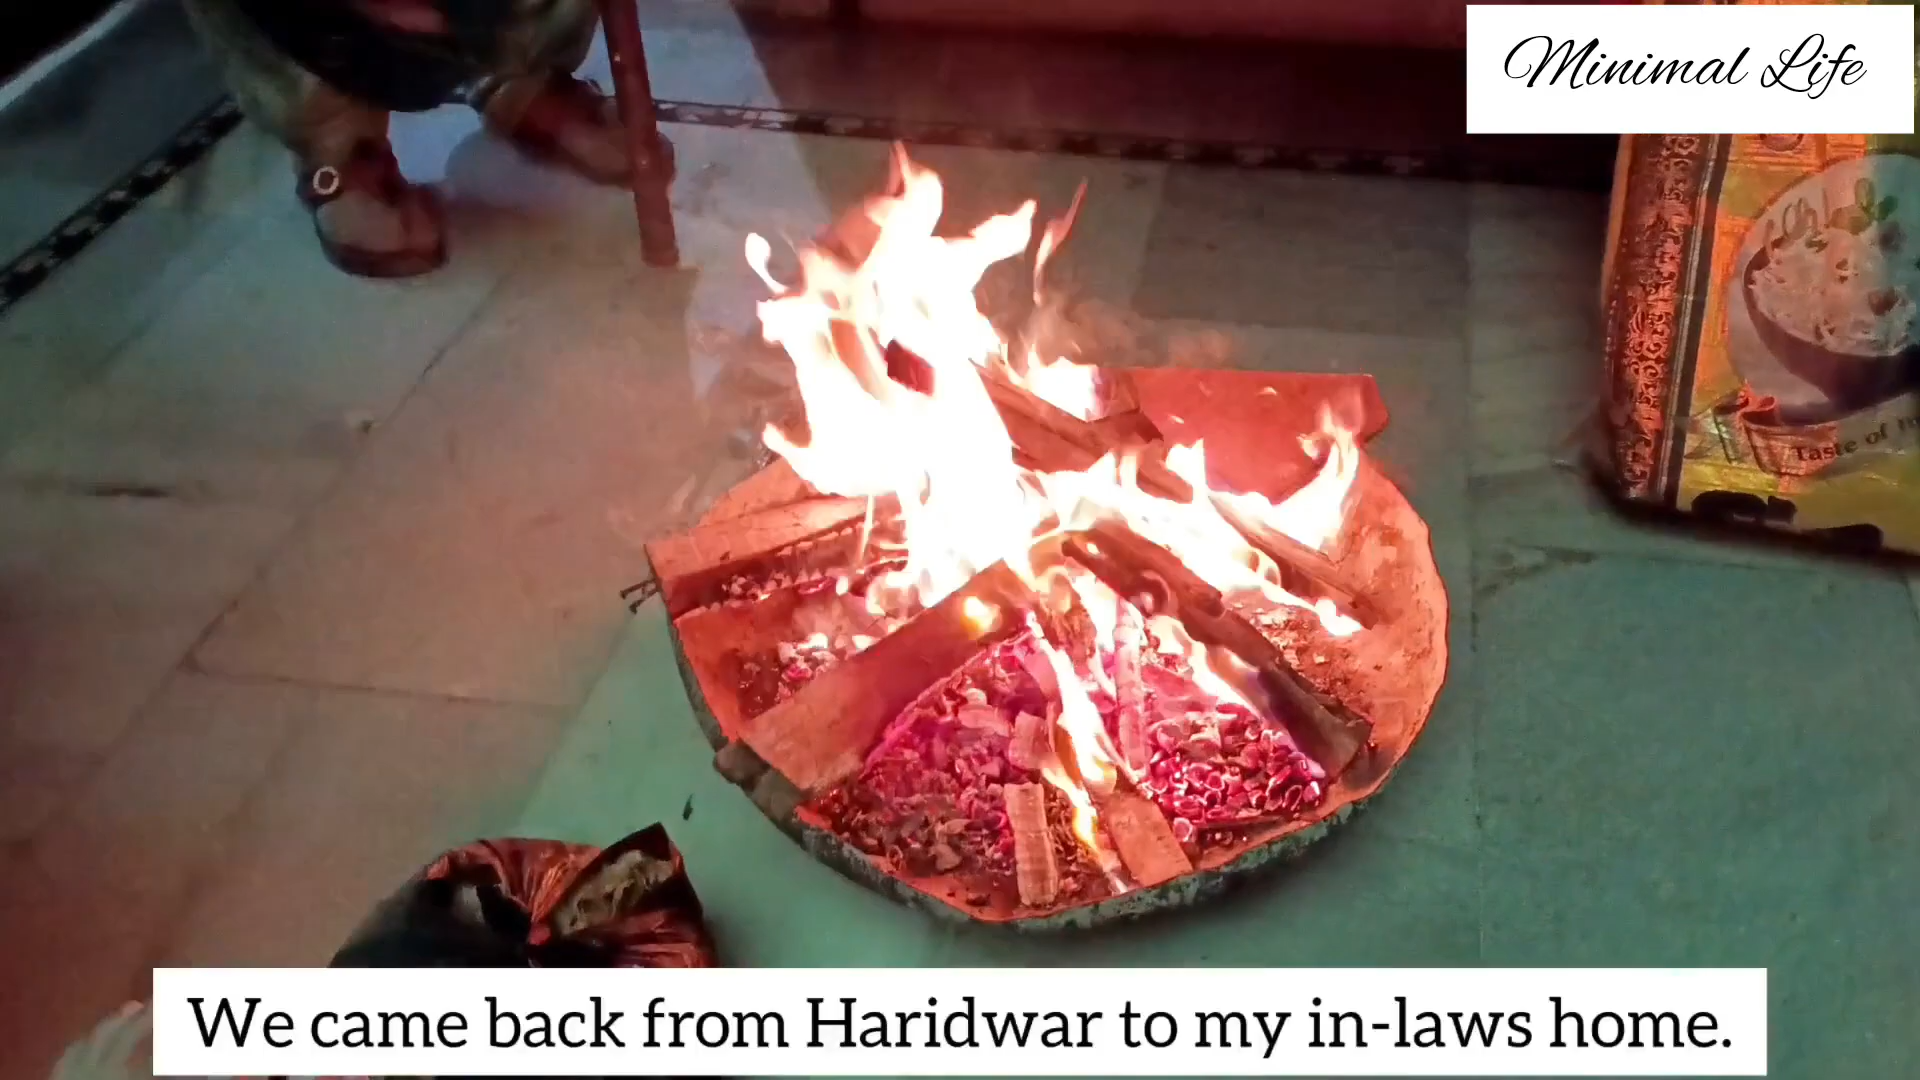 Minimal Life
Taste of
We came back from Haridwar to my in-laws home.